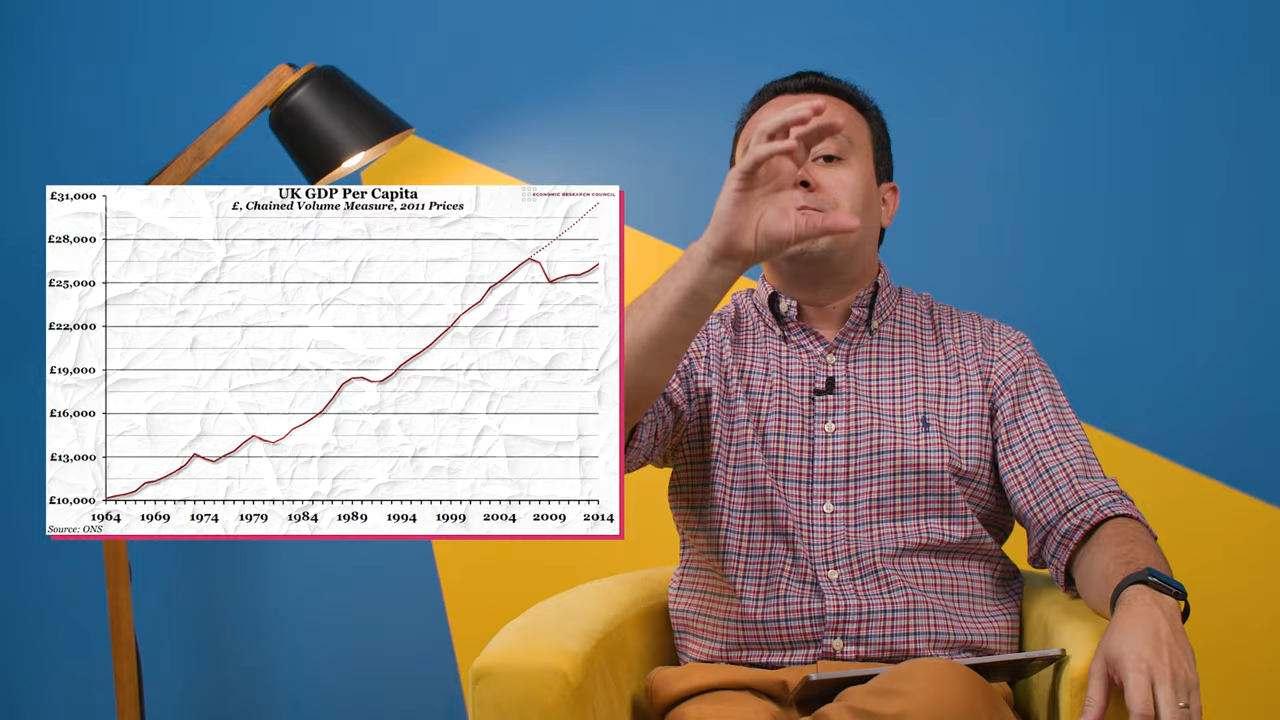 UK GDP Per Capita
ECONOMIC RESEARCH COUNCIL
£, Chained Volume Measure, 2011 Prices
£31,000
£28,000
£25,000
£22,000
£19,000
£16,000
£13,000
£10,000
1964 1969 1974 1979 1984 1989 1994 1999 2004 2009 2014
Source: ONS